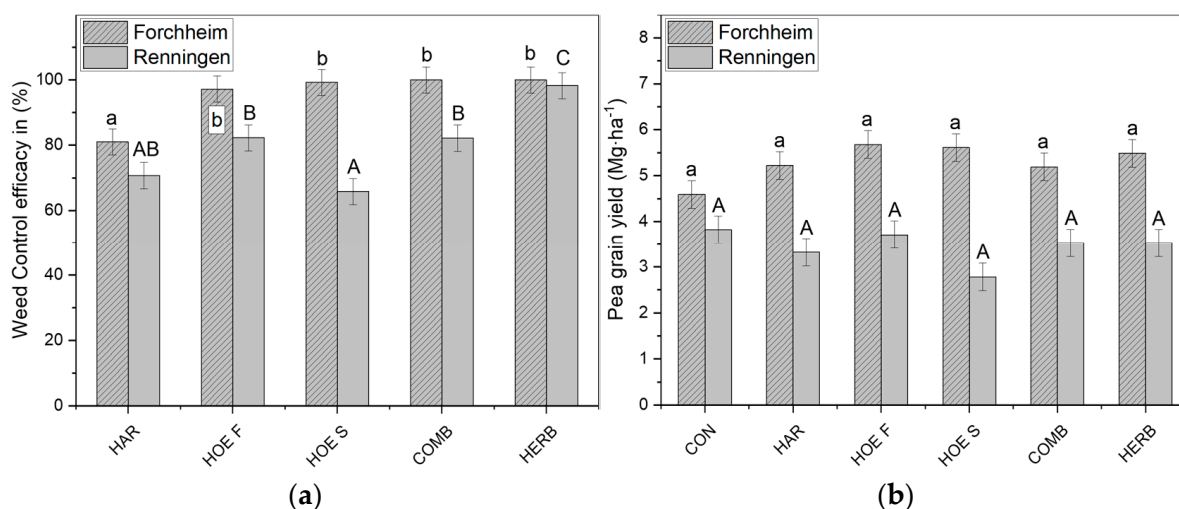 Forchheim
Renningen
Weed Control efficacy in (%)
100
80
60
40
20
0
a
AB
b
B
b
A
b
B
b
C
HAR
HOE F
HOE S
COMB
HERB
(a)
Forchheim
Renningen
Pea grain yield (Mg·ha⁻¹)
8
7
6
5
4
3
2
1
0
a
A
a
A
a
A
a
A
a
A
a
A
CON
HAR
HOE F
HOE S
COMB
HERB
(b)